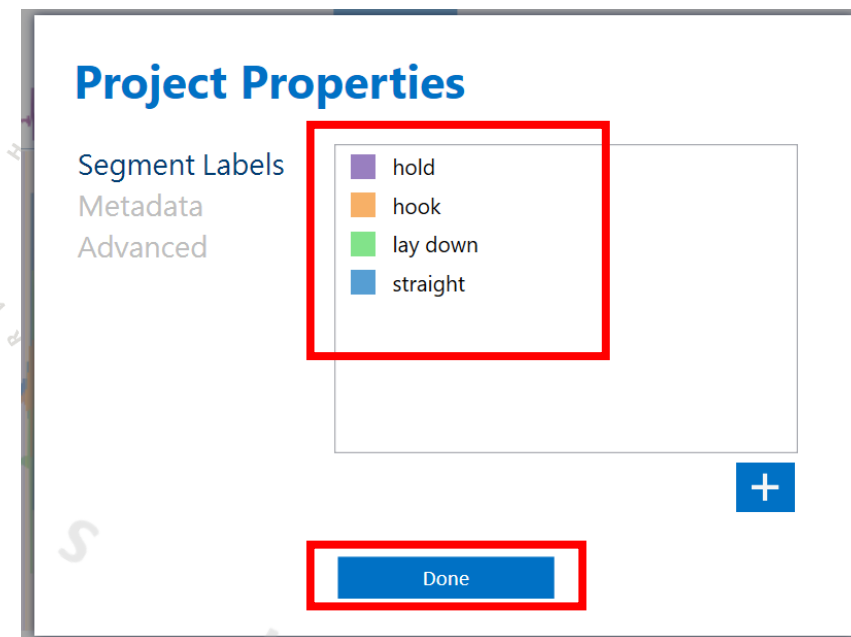 Project Properties
Segment Labels
Metadata
Advanced
hold
hook
lay down
straight
+
Done